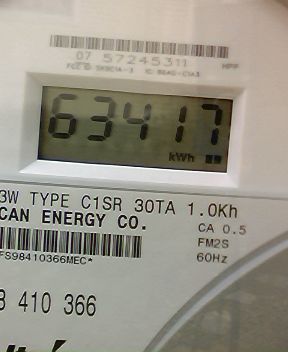 07 57245311
HPF
63417
kWh
3W TYPE C1SR 30TA 1.0Kh
CAN ENERGY CO.
CA 0.5
FM2S
60Hz
FS98410366MEC*
410 366